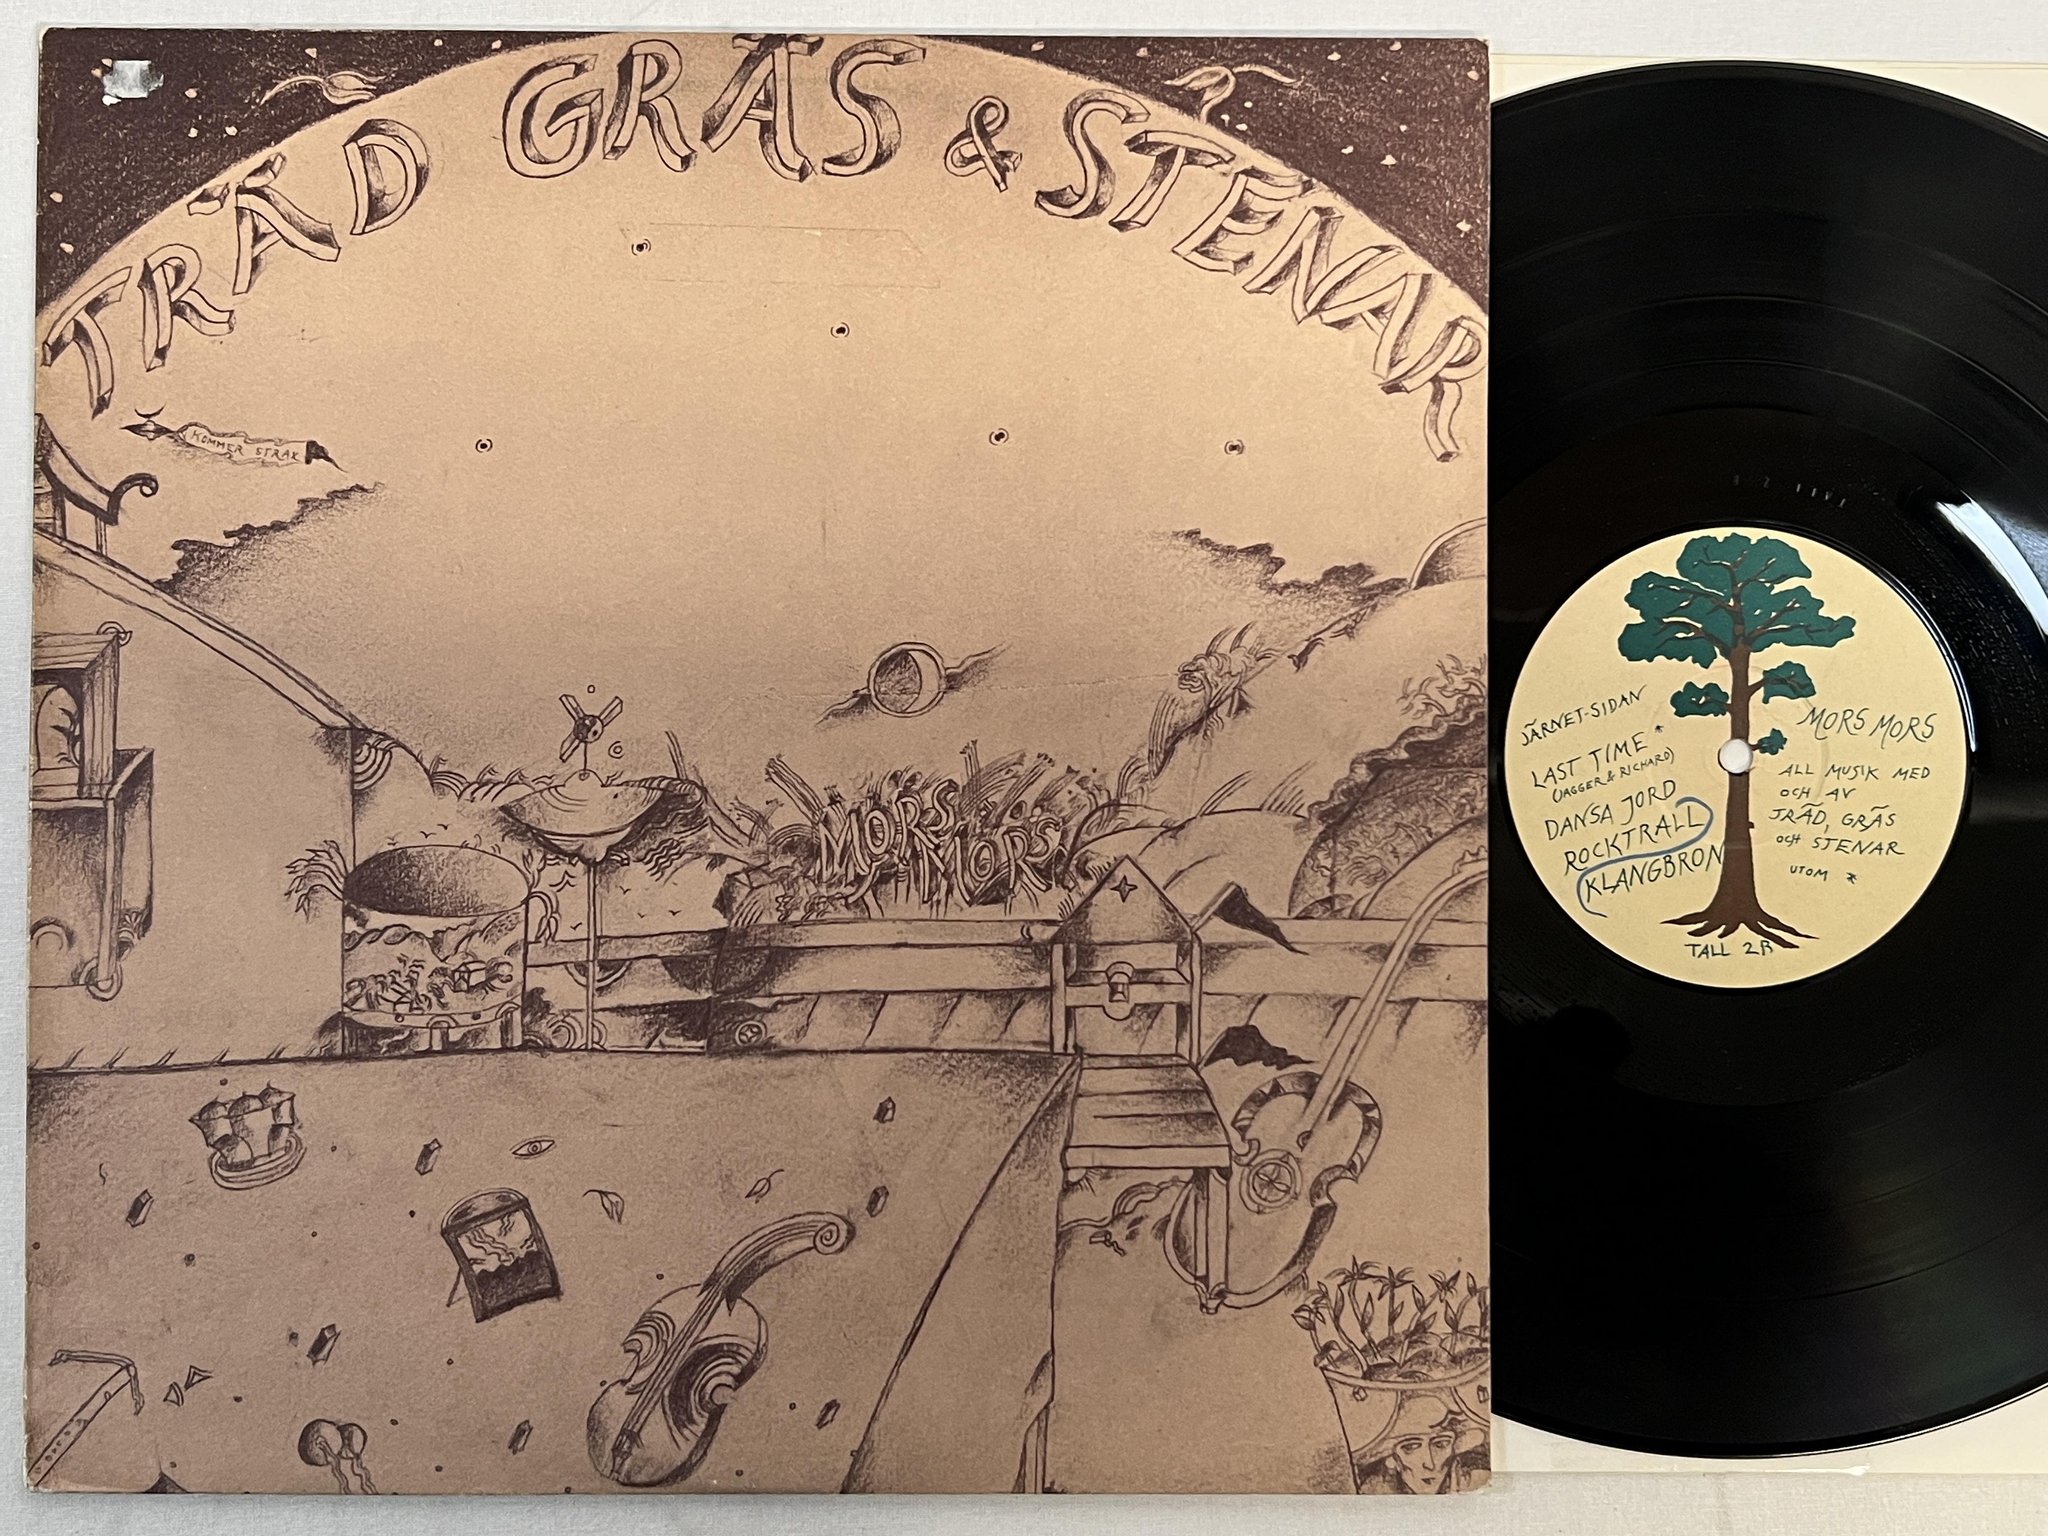 TRÄD GRÄS & STENAR
KOMMER STRAX
MORS
MORS
JÄRNET-SIDAN
LAST TIME *
(JAGGER & RICHARD)
DANSA JORD
ROCKTRALL
KLANGBRON
MORS MORS
ALL MUSIK MED
OCH AV
TRÄD, GRÄS
OCH STENAR
UTOM *
TALL 2B